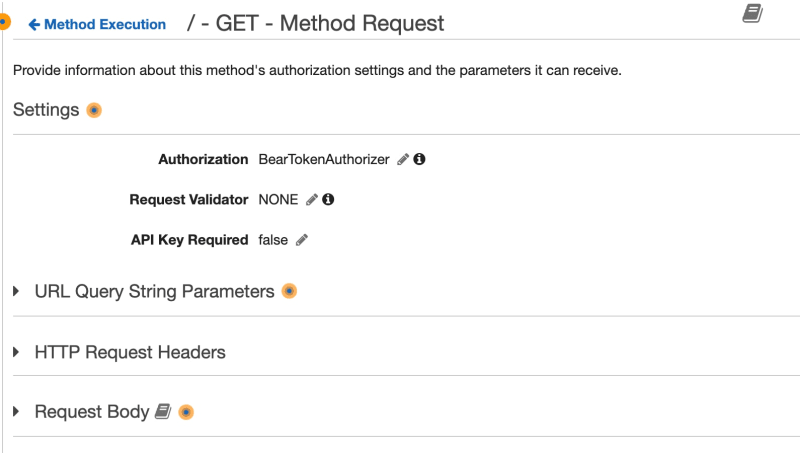 Method Execution / - GET - Method Request
Provide information about this method's authorization settings and the parameters it can receive.
Settings
Authorization BearTokenAuthorizer
Request Validator NONE
API Key Required false
URL Query String Parameters
HTTP Request Headers
Request Body